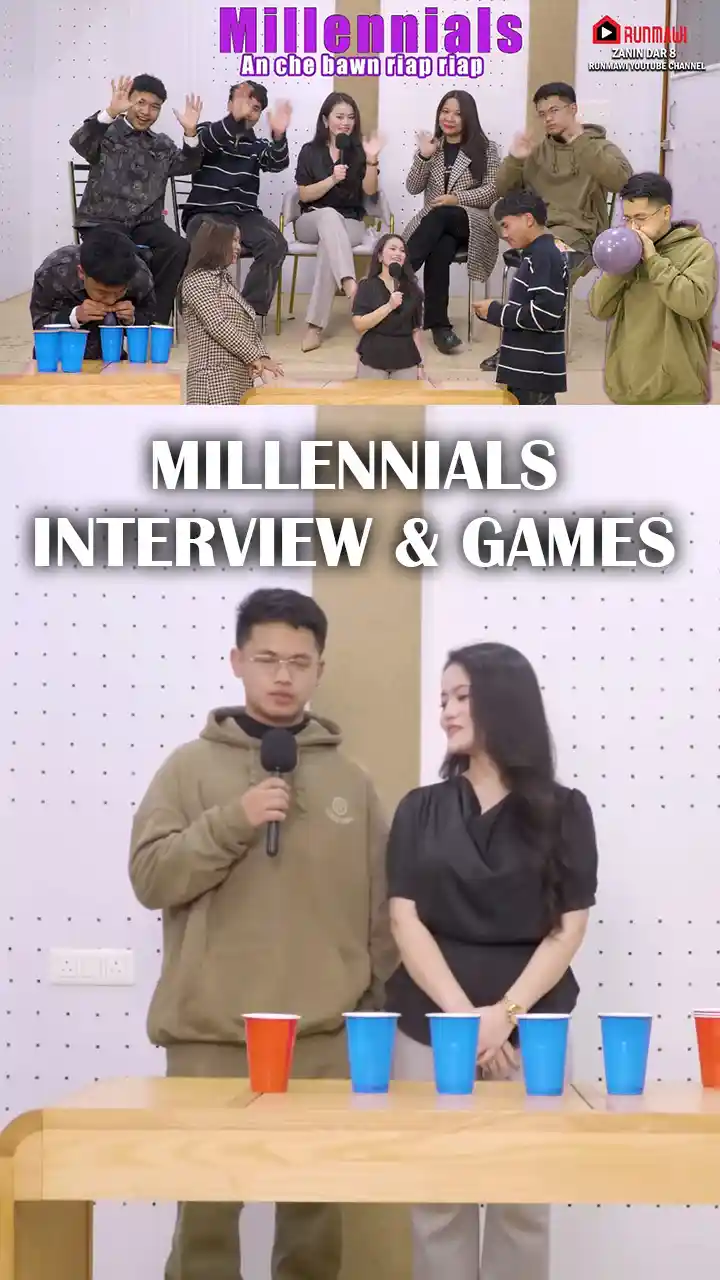 Millennials
An che bawn riap riap
RUNMAWI
ZANIN DAR 8
RUNMAWI YOUTUBE CHANNEL
MILLENNIALS
INTERVIEW & GAMES